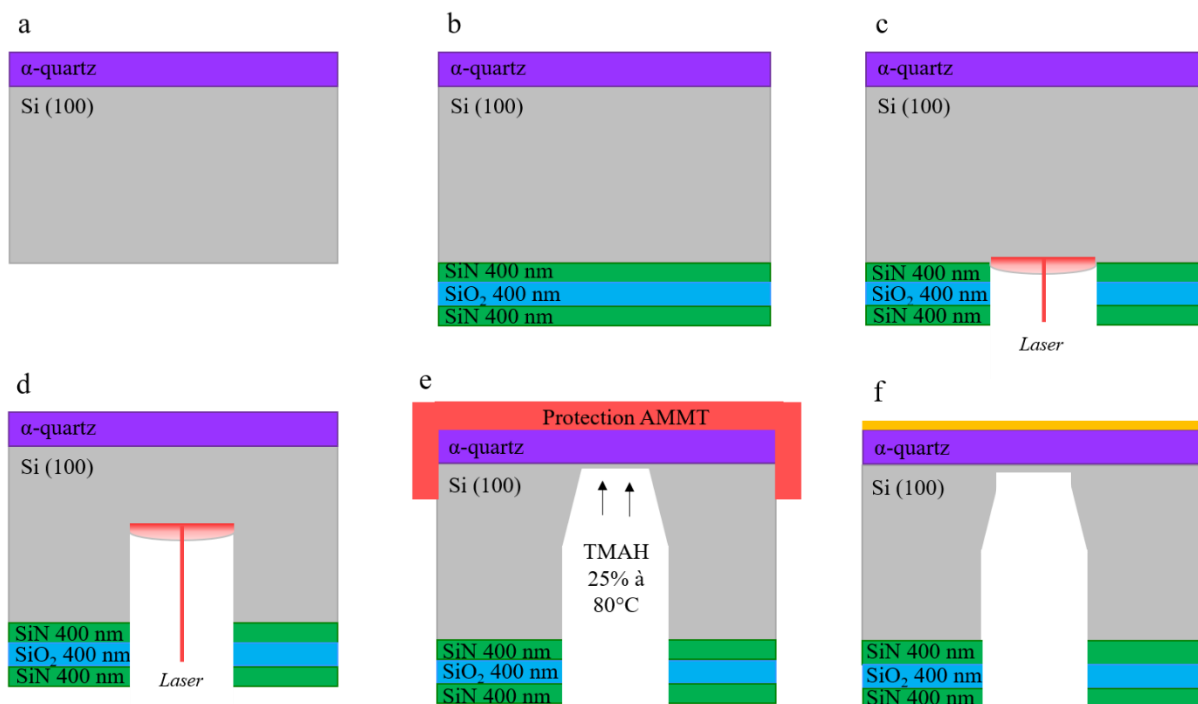 a
α-quartz
Si (100)
b
α-quartz
Si (100)
SiN 400 nm
SiO₂ 400 nm
SiN 400 nm
c
α-quartz
Si (100)
SiN 400 nm
SiO₂ 400 nm
SiN 400 nm
Laser
d
α-quartz
Si (100)
SiN 400 nm
SiO₂ 400 nm
SiN 400 nm
Laser
e
Protection AMMT
α-quartz
Si (100)
TMAH
25% à
80°C
SiN 400 nm
SiO₂ 400 nm
SiN 400 nm
f
α-quartz
Si (100)
SiN 400 nm
SiO₂ 400 nm
SiN 400 nm